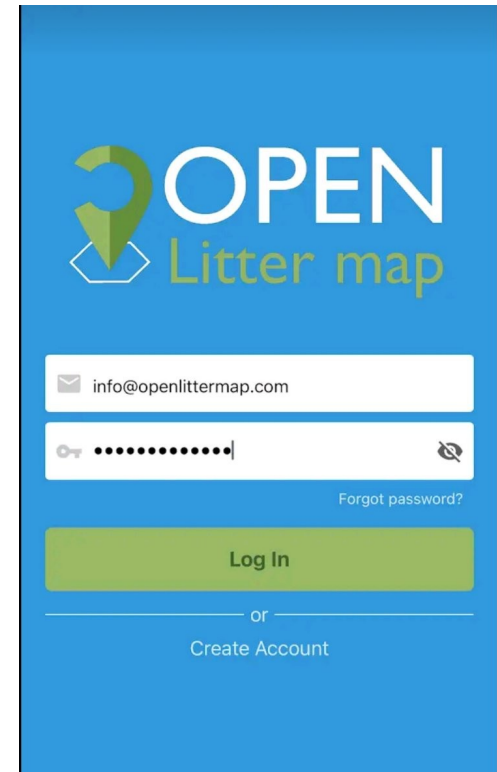 OPEN
Litter map
info@openlittermap.com
•••••••••••••
Forgot password?
Log In
or
Create Account